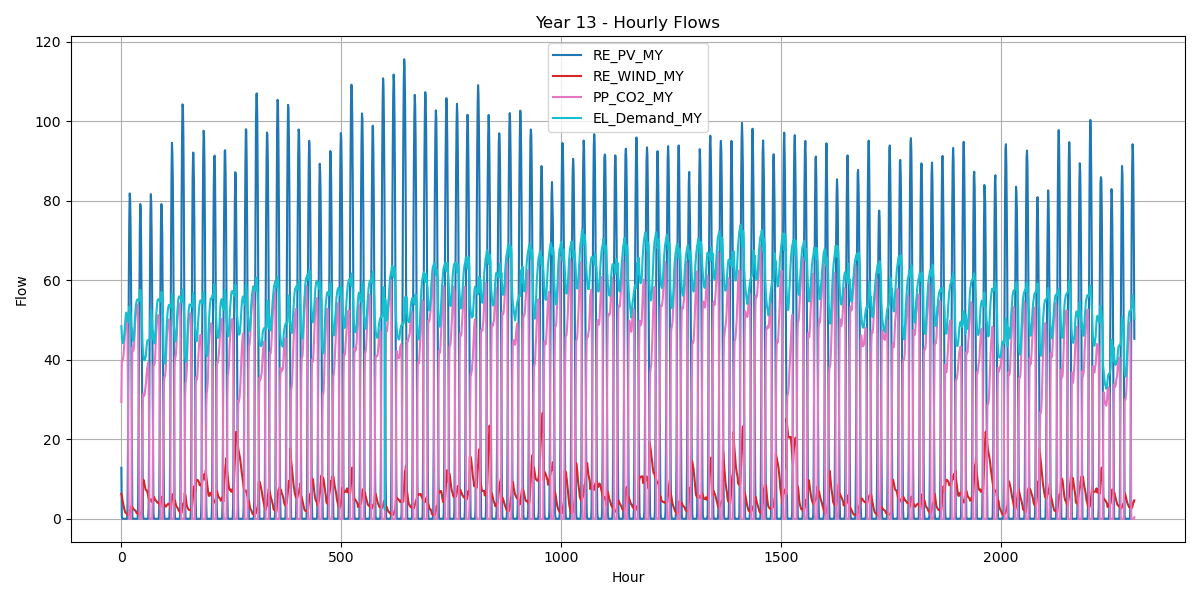 Year 13 - Hourly Flows
RE_PV_MY
RE_WIND_MY
PP_CO2_MY
EL_Demand_MY
Flow
120
100
80
60
40
20
0
0 500 1000 1500 2000
Hour